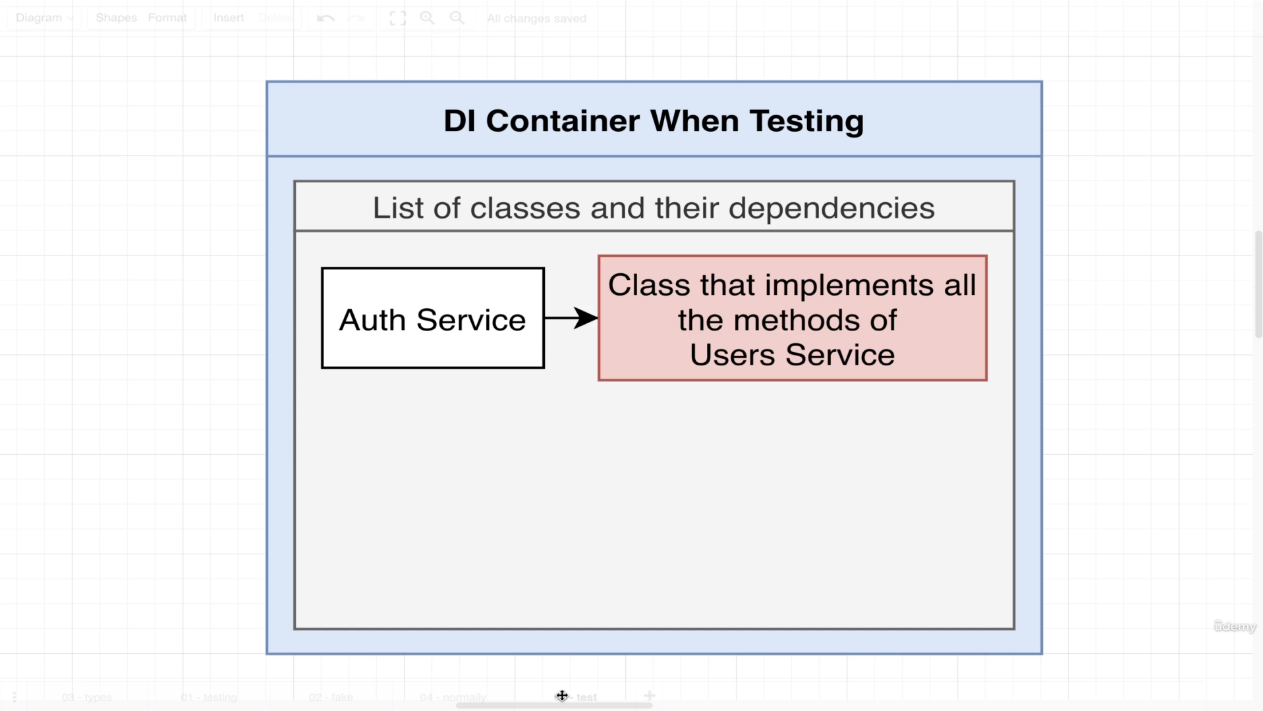 Diagram Shapes Format Insert Delete All changes saved
DI Container When Testing
List of classes and their dependencies
Auth Service
Class that implements all
the methods of
Users Service
ûdemy
03 - types 01 - testing 02 - fake 04 - normally test